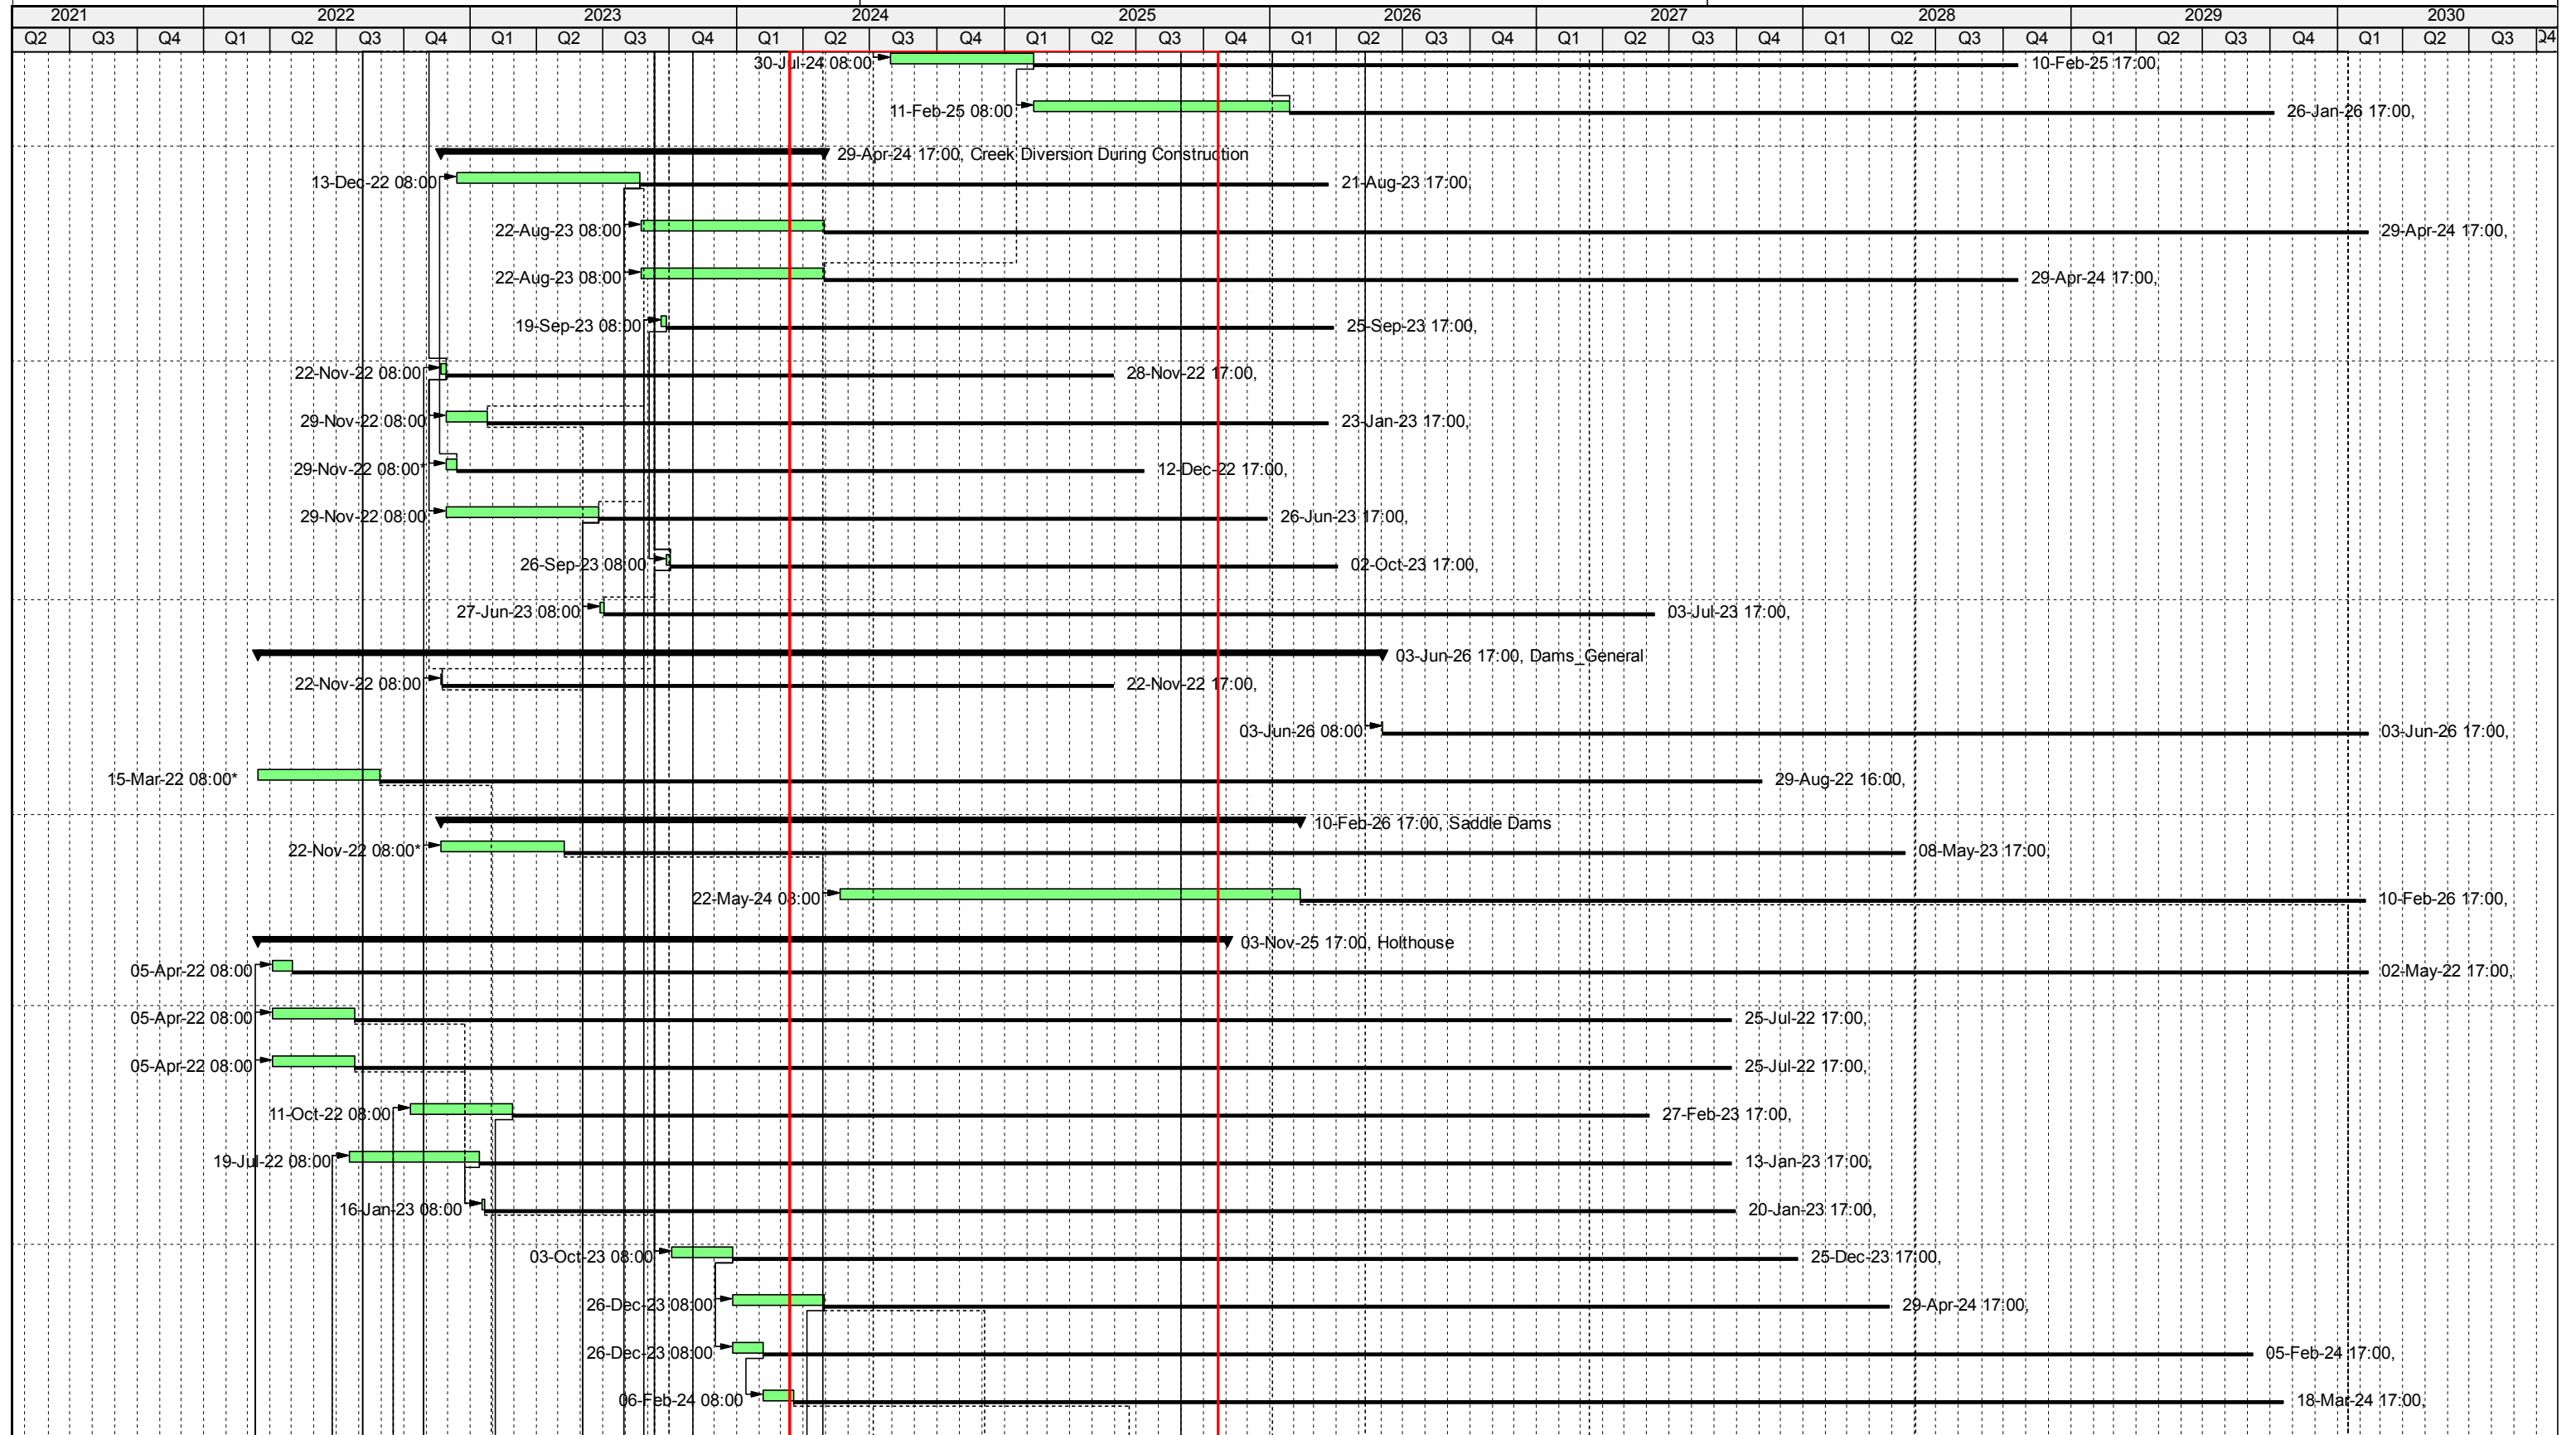 2021 2022 2023 2024 2025 2026 2027 2028 2029 2030
Q2 Q3 Q4 Q1 Q2 Q3 Q4 Q1 Q2 Q3 Q4 Q1 Q2 Q3 Q4 Q1 Q2 Q3 Q4 Q1 Q2 Q3 Q4 Q1 Q2 Q3 Q4 Q1 Q2 Q3 Q4 Q1 Q2 Q3 Q4 Q1 Q2 Q3 Q4
30-Jul-24 08:00 10-Feb-25 17:00,
11-Feb-25 08:00 26-Jan-26 17:00,
29-Apr-24 17:00, Creek Diversion During Construction
13-Dec-22 08:00 21-Aug-23 17:00,
22-Aug-23 08:00 29-Apr-24 17:00,
22-Aug-23 08:00 29-Apr-24 17:00,
19-Sep-23 08:00 25-Sep-23 17:00,
22-Nov-22 08:00 28-Nov-22 17:00,
29-Nov-22 08:00 23-Jan-23 17:00,
29-Nov-22 08:00* 12-Dec-22 17:00,
29-Nov-22 08:00 26-Jun-23 17:00,
26-Sep-23 08:00 02-Oct-23 17:00,
27-Jun-23 08:00 03-Jul-23 17:00,
03-Jun-26 17:00, Dams_General
22-Nov-22 08:00 22-Nov-22 17:00,
03-Jun-26 08:00 03-Jun-26 17:00,
15-Mar-22 08:00* 29-Aug-22 16:00,
10-Feb-26 17:00, Saddle Dams
22-Nov-22 08:00* 08-May-23 17:00,
22-May-24 08:00 10-Feb-26 17:00,
03-Nov-25 17:00, Holthouse
05-Apr-22 08:00 02-May-22 17:00,
05-Apr-22 08:00 25-Jul-22 17:00,
05-Apr-22 08:00 25-Jul-22 17:00,
11-Oct-22 08:00 27-Feb-23 17:00,
19-Jul-22 08:00 13-Jan-23 17:00,
16-Jan-23 08:00 20-Jan-23 17:00,
03-Oct-23 08:00 25-Dec-23 17:00,
26-Dec-23 08:00 29-Apr-24 17:00,
26-Dec-23 08:00 05-Feb-24 17:00,
06-Feb-24 08:00 18-Mar-24 17:00,